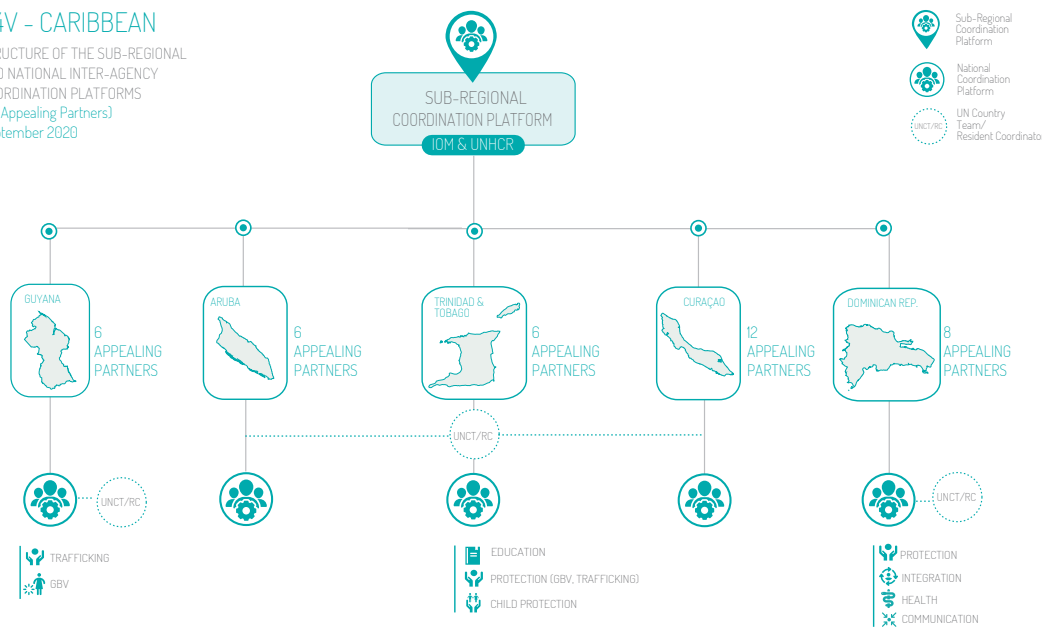 4V - CARIBBEAN
RUCTURE OF THE SUB-REGIONAL
D NATIONAL INTER-AGENCY
ORDINATION PLATFORMS
Appealing Partners)
tember 2020
SUB-REGIONAL
COORDINATION PLATFORM
IOM & UNHCR
Sub-Regional
Coordination
Platform
National
Coordination
Platform
UNCT/RC
UN Country
Team/
Resident Coordinato
GUYANA
6
APPEALING
PARTNERS
ARUBA
6
APPEALING
PARTNERS
TRINIDAD &
TOBAGO
6
APPEALING
PARTNERS
CURAÇAO
12
APPEALING
PARTNERS
DOMINICAN REP.
8
APPEALING
PARTNERS
UNCT/RC
UNCT/RC
UNCT/RC
TRAFFICKING
GBV
EDUCATION
PROTECTION (GBV, TRAFFICKING)
CHILD PROTECTION
PROTECTION
INTEGRATION
HEALTH
COMMUNICATION